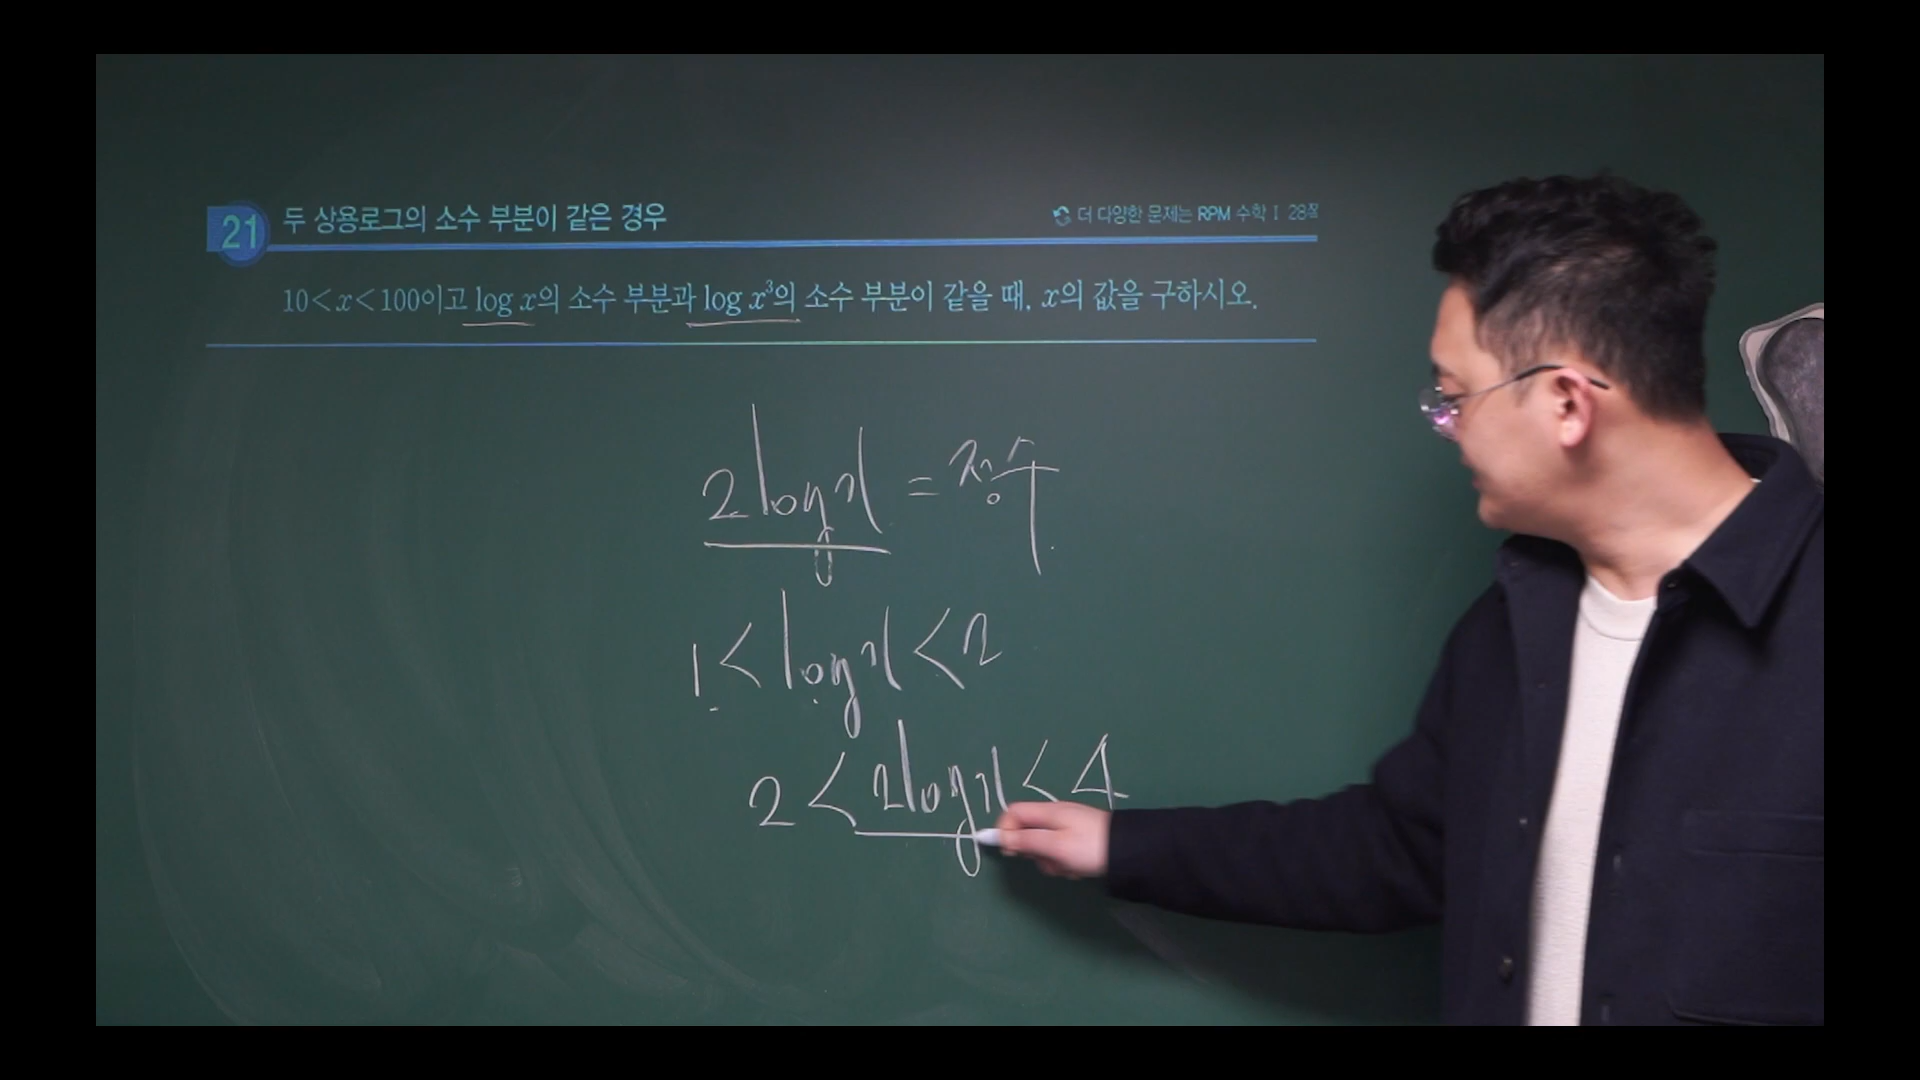 21 두 상용로그의 소수 부분이 같은 경우
더 다양한 문제는 RPM 수학 I 28쪽
10<x<100이고 log x의 소수 부분과 log x³의 소수 부분이 같을 때, x의 값을 구하시오.
2log x = 정수
1 < log x < 2
2 < 2log x < 4